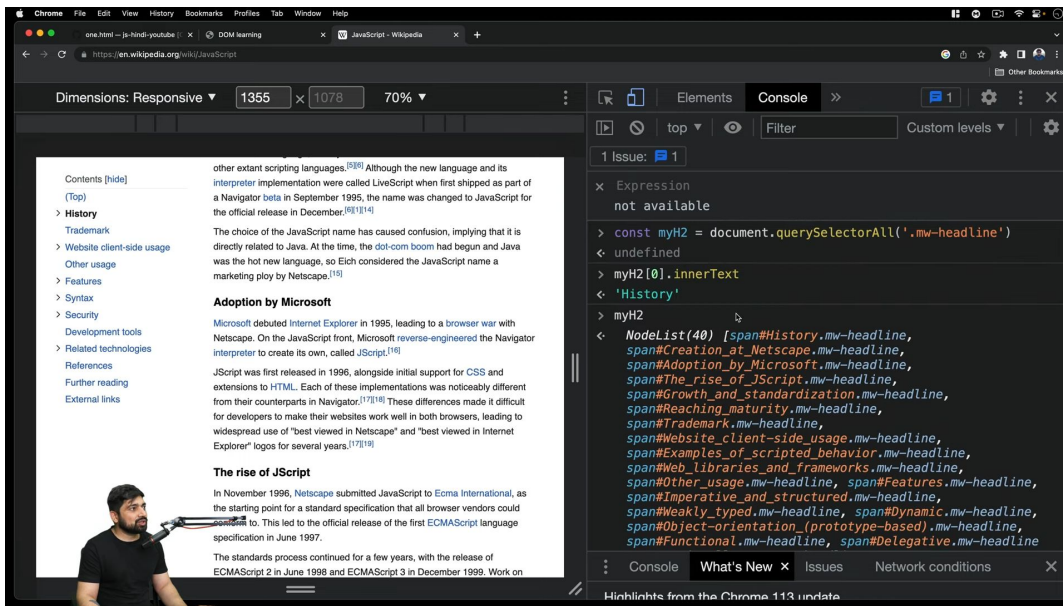 Chrome File Edit View History Bookmarks Profiles Tab Window Help
one.html — js-hindi-youtube [ DOM learning JavaScript - Wikipedia
https://en.wikipedia.org/wiki/JavaScript
Other Bookmarks
Dimensions: Responsive ▼ 1355 × 1078 70% ▼
Contents [hide]
(Top)
> History
Trademark
> Website client-side usage
Other usage
> Features
> Syntax
> Security
Development tools
> Related technologies
References
Further reading
External links
other extant scripting languages.[5][6] Although the new language and its
interpreter implementation were called LiveScript when first shipped as part of
a Navigator beta in September 1995, the name was changed to JavaScript for
the official release in December.[6][1][14]
The choice of the JavaScript name has caused confusion, implying that it is
directly related to Java. At the time, the dot-com boom had begun and Java
was the hot new language, so Eich considered the JavaScript name a
marketing ploy by Netscape.[15]
Adoption by Microsoft
Microsoft debuted Internet Explorer in 1995, leading to a browser war with
Netscape. On the JavaScript front, Microsoft reverse-engineered the Navigator
interpreter to create its own, called JScript.[16]
JScript was first released in 1996, alongside initial support for CSS and
extensions to HTML. Each of these implementations was noticeably different
from their counterparts in Navigator.[17][18] These differences made it difficult
for developers to make their websites work well in both browsers, leading to
widespread use of "best viewed in Netscape" and "best viewed in Internet
Explorer" logos for several years.[17][19]
The rise of JScript
In November 1996, Netscape submitted JavaScript to Ecma International, as
the starting point for a standard specification that all browser vendors could
conform to. This led to the official release of the first ECMAScript language
specification in June 1997.
The standards process continued for a few years, with the release of
ECMAScript 2 in June 1998 and ECMAScript 3 in December 1999. Work on
Elements Console » 1
top ▼ Filter Custom levels ▼
1 Issue: 1
Expression
not available
> const myH2 = document.querySelectorAll('.mw-headline')
undefined
> myH2[0].innerText
'History'
> myH2
NodeList(40) [span#History.mw-headline,
span#Creation_at_Netscape.mw-headline,
span#Adoption_by_Microsoft.mw-headline,
span#The_rise_of_JScript.mw-headline,
span#Growth_and_standardization.mw-headline,
span#Reaching_maturity.mw-headline,
span#Trademark.mw-headline,
span#Website_client-side_usage.mw-headline,
span#Examples_of_scripted_behavior.mw-headline,
span#Web_libraries_and_frameworks.mw-headline,
span#Other_usage.mw-headline, span#Features.mw-headline,
span#Imperative_and_structured.mw-headline,
span#Weakly_typed.mw-headline, span#Dynamic.mw-headline,
span#Object-orientation_(prototype-based).mw-headline,
span#Functional.mw-headline, span#Delegative.mw-headline
Console What's New × Issues Network conditions
Highlights from the Chrome 113 update